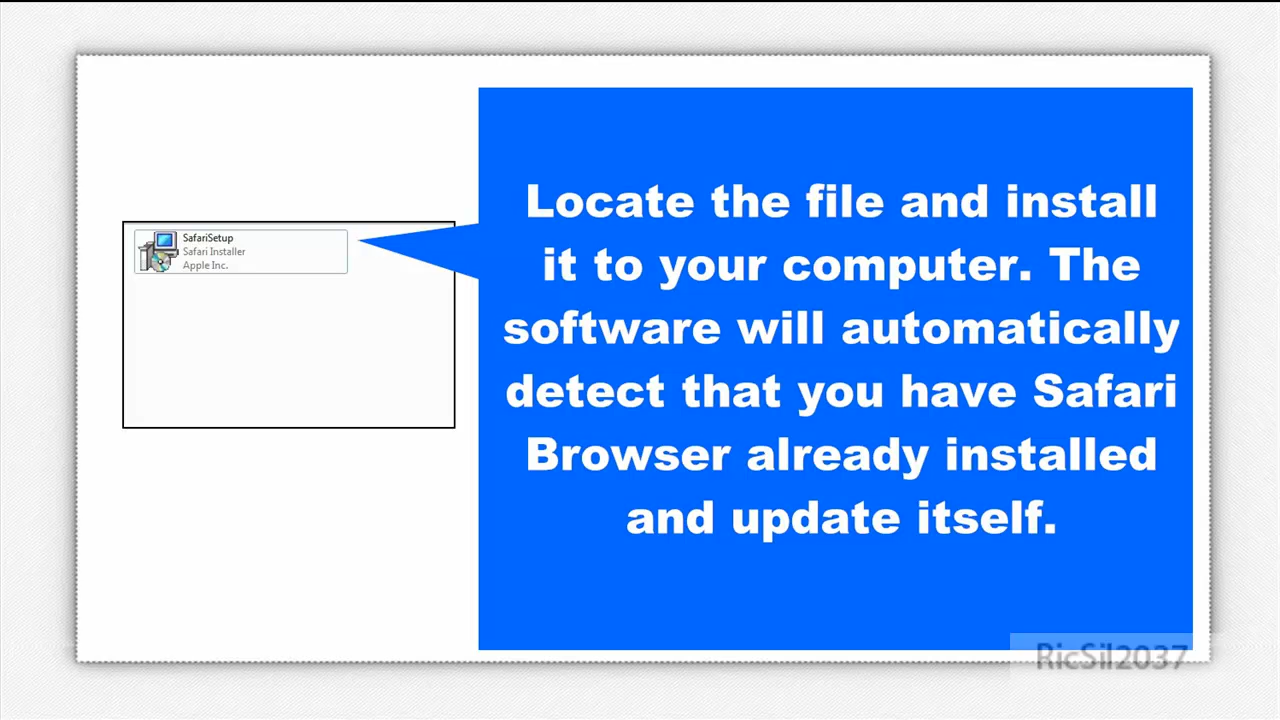 SafariSetup
Safari Installer
Apple Inc.
Locate the file and install
it to your computer. The
software will automatically
detect that you have Safari
Browser already installed
and update itself.
RicSil2037